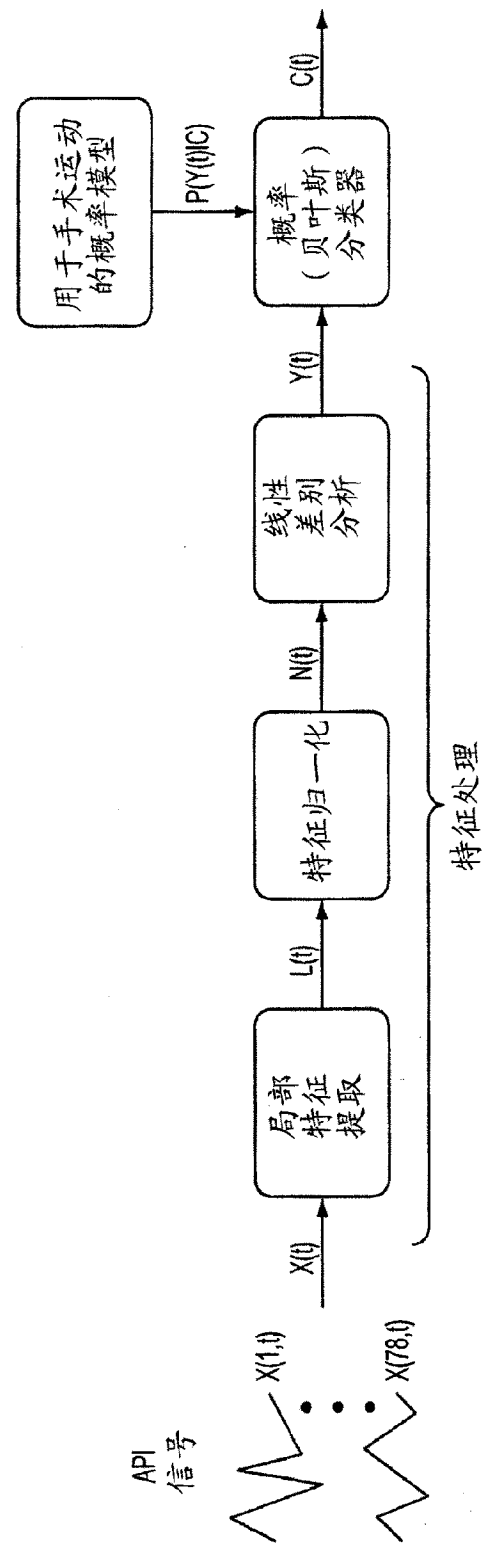 API
信号
X(1,t)
X(78,t)
X(t)
局部
特征
提取
L(t)
特征归一化
N(t)
线性
差别
分析
Y(t)
特征处理
用于手术运动
的概率模型
P(Y(t)|C)
概率
(贝叶斯)
分类器
C(t)